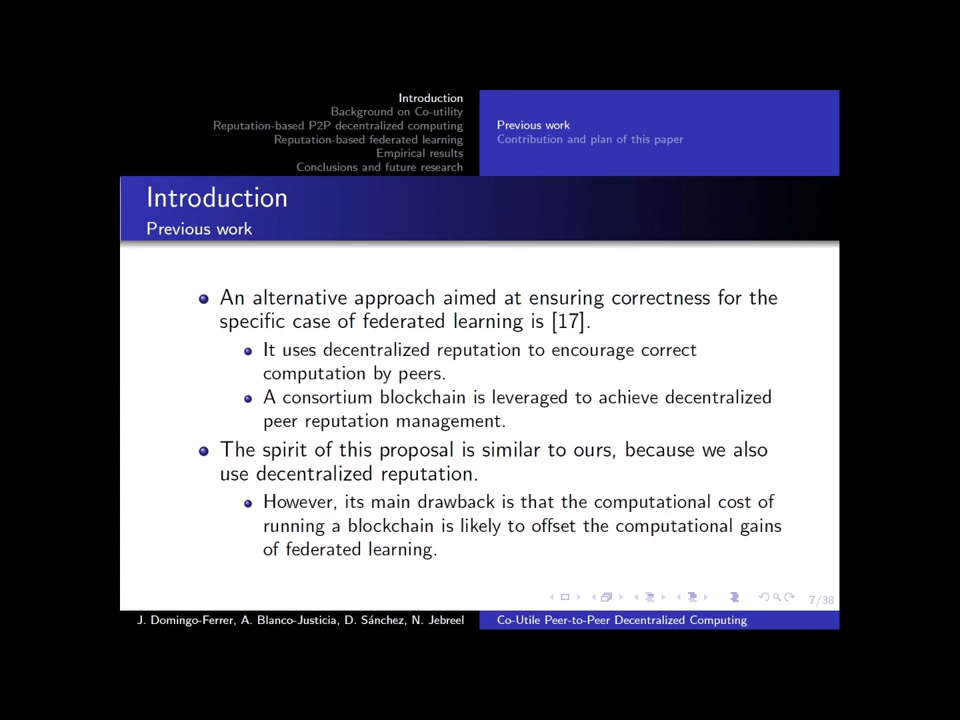 Introduction
Background on Co-utility
Reputation-based P2P decentralized computing
Reputation-based federated learning
Empirical results
Conclusions and future research
Previous work
Contribution and plan of this paper
Introduction
Previous work
An alternative approach aimed at ensuring correctness for the
specific case of federated learning is [17].
It uses decentralized reputation to encourage correct
computation by peers.
A consortium blockchain is leveraged to achieve decentralized
peer reputation management.
The spirit of this proposal is similar to ours, because we also
use decentralized reputation.
However, its main drawback is that the computational cost of
running a blockchain is likely to offset the computational gains
of federated learning.
7/38
J. Domingo-Ferrer, A. Blanco-Justicia, D. Sánchez, N. Jebreel
Co-Utile Peer-to-Peer Decentralized Computing